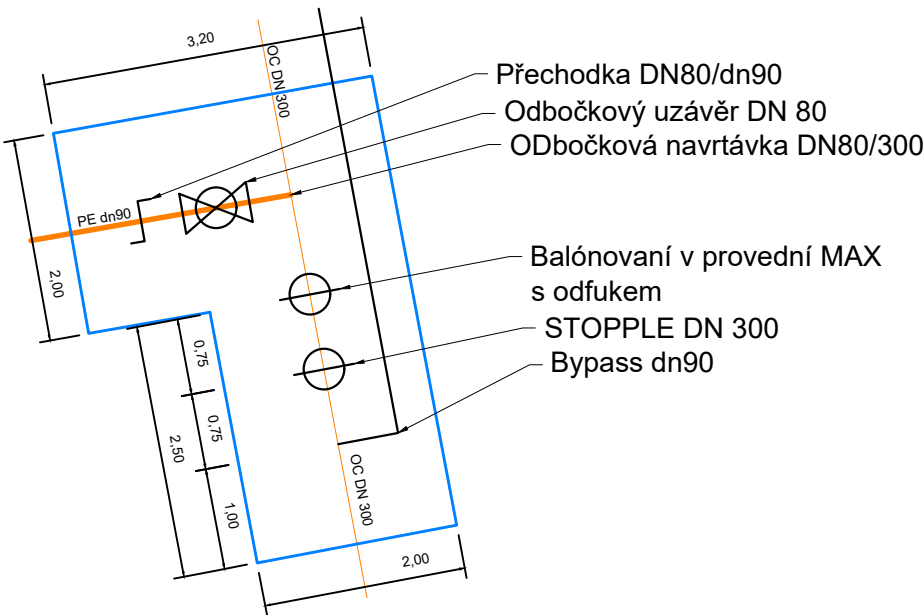 3,20
OC DN 300
Přechodka DN80/dn90
Odbočkový uzávěr DN 80
ODbočková navrtávka DN80/300
PE dn90
2,00
Balónovaní v provední MAX
s odfukem
STOPPLE DN 300
Bypass dn90
0,75
0,75
2,50
1,00
OC DN 300
2,00